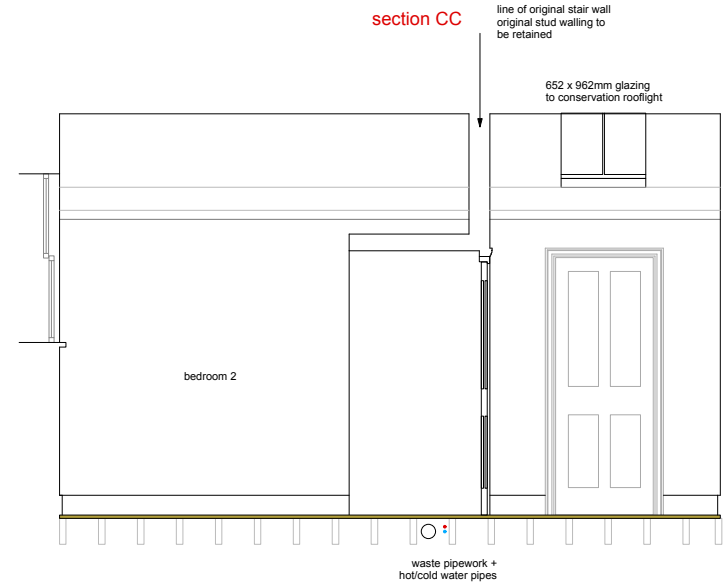 section CC
line of original stair wall
original stud walling to
be retained
652 x 962mm glazing
to conservation rooflight
bedroom 2
waste pipework +
hot/cold water pipes